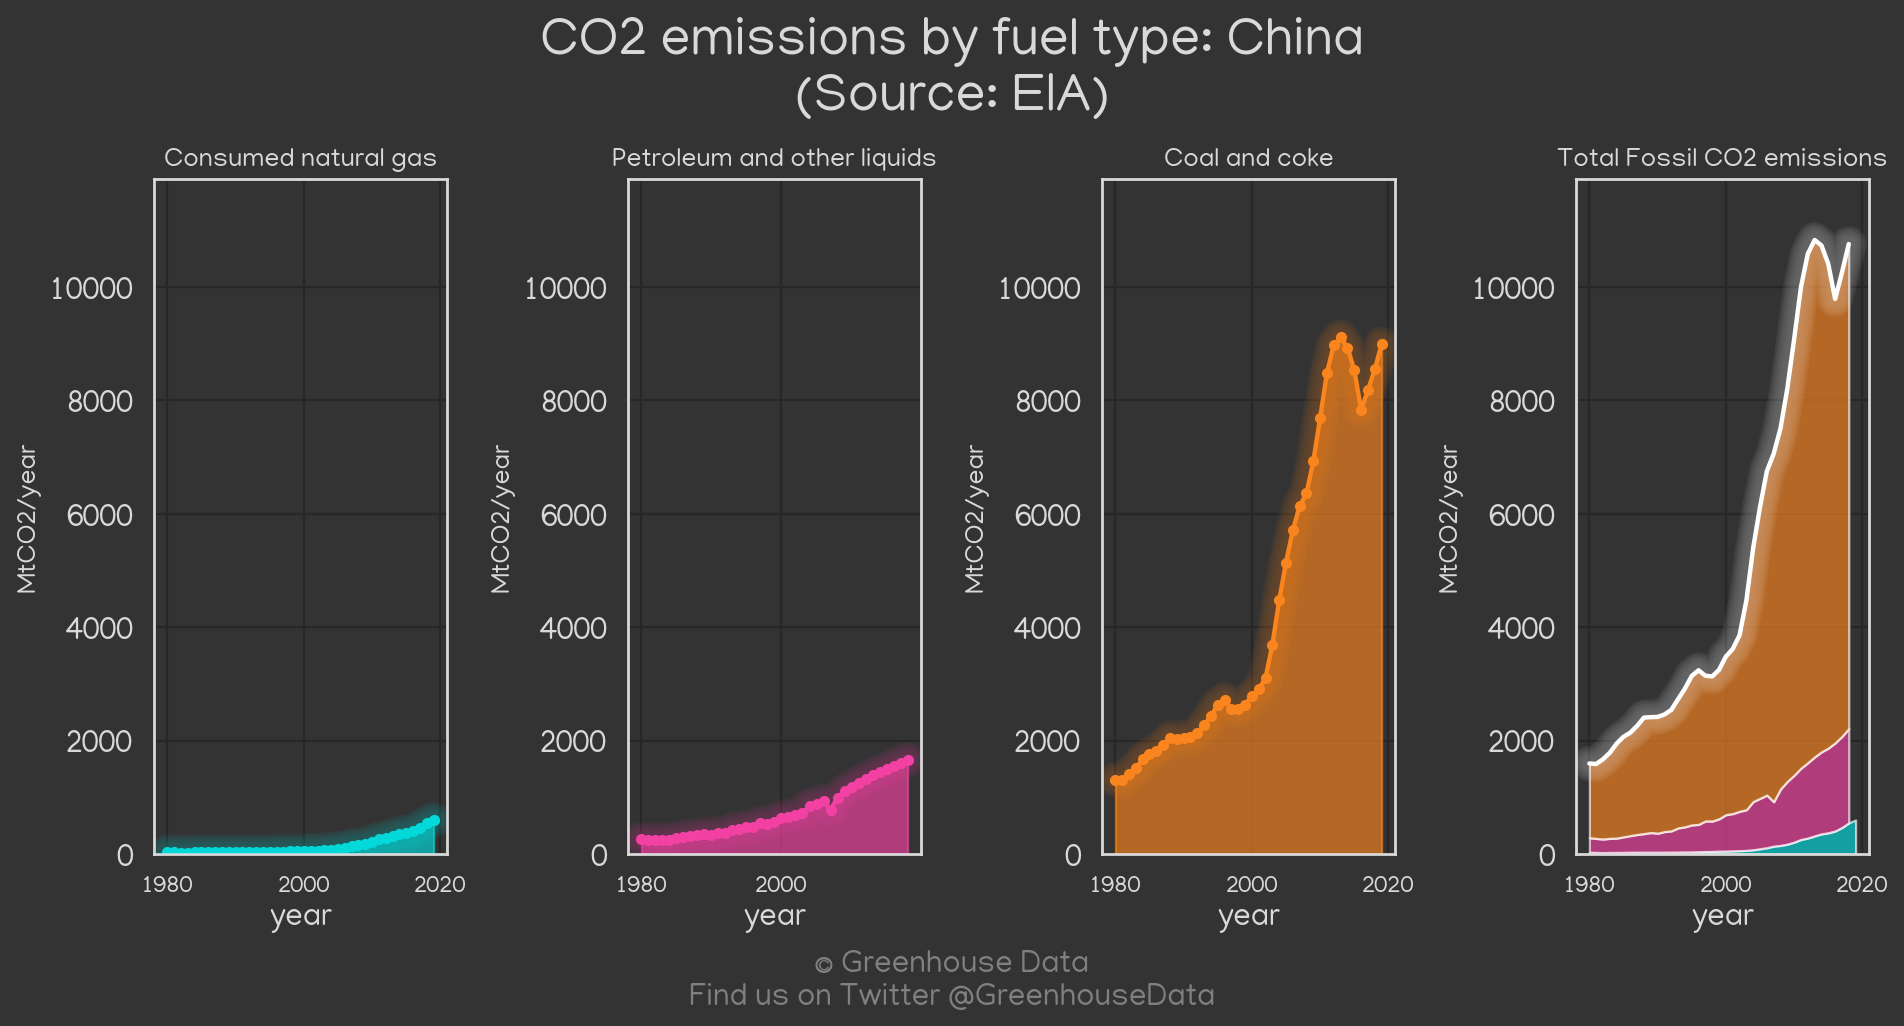 CO2 emissions by fuel type: China
(Source: EIA)
Consumed natural gas
Petroleum and other liquids
Coal and coke
Total Fossil CO2 emissions
MtCO2/year
10000
8000
6000
4000
2000
0
1980
2000
2020
year
MtCO2/year
10000
8000
6000
4000
2000
0
1980
2000
year
MtCO2/year
10000
8000
6000
4000
2000
0
1980
2000
2020
year
MtCO2/year
10000
8000
6000
4000
2000
0
1980
2000
2020
year
© Greenhouse Data
Find us on Twitter @GreenhouseData